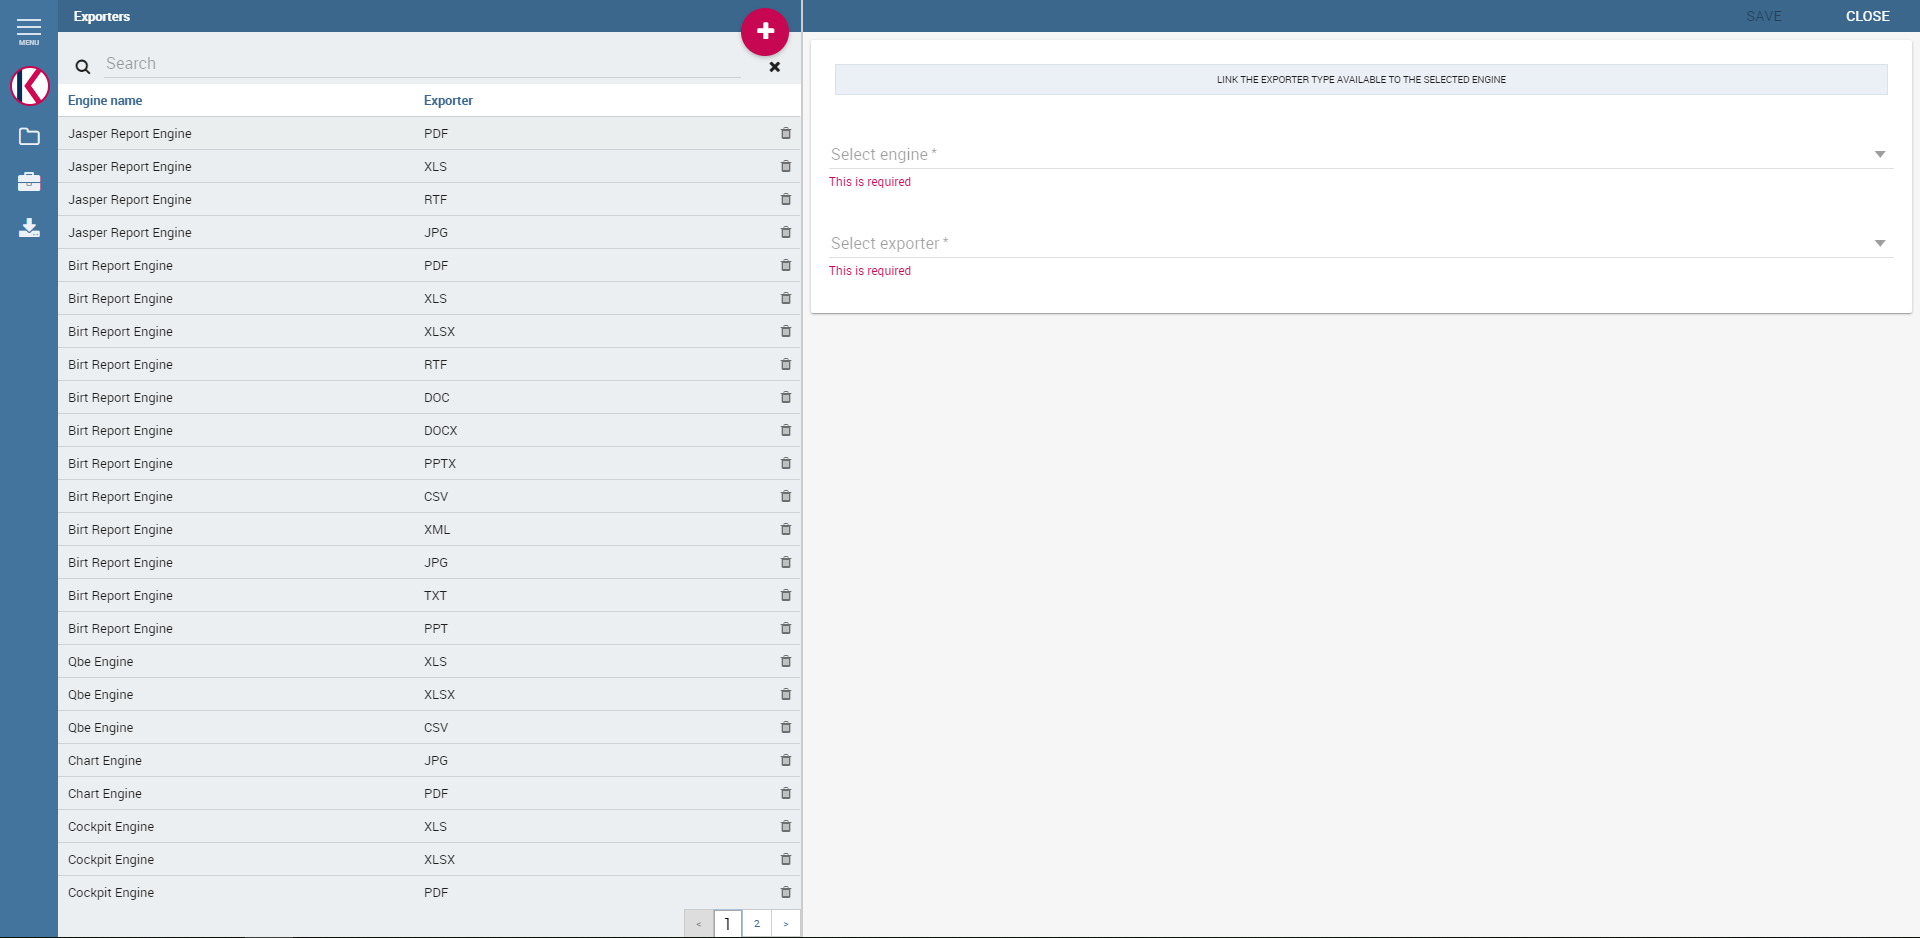 Exporters
SAVE
CLOSE
MENU
Search
LINK THE EXPORTER TYPE AVAILABLE TO THE SELECTED ENGINE
Select engine *
This is required
Select exporter *
This is required
Engine name Exporter
Jasper Report Engine PDF
Jasper Report Engine XLS
Jasper Report Engine RTF
Jasper Report Engine JPG
Birt Report Engine PDF
Birt Report Engine XLS
Birt Report Engine XLSX
Birt Report Engine RTF
Birt Report Engine DOC
Birt Report Engine DOCX
Birt Report Engine PPTX
Birt Report Engine CSV
Birt Report Engine XML
Birt Report Engine JPG
Birt Report Engine TXT
Birt Report Engine PPT
Qbe Engine XLS
Qbe Engine XLSX
Qbe Engine CSV
Chart Engine JPG
Chart Engine PDF
Cockpit Engine XLS
Cockpit Engine XLSX
Cockpit Engine PDF
< 1 2 >